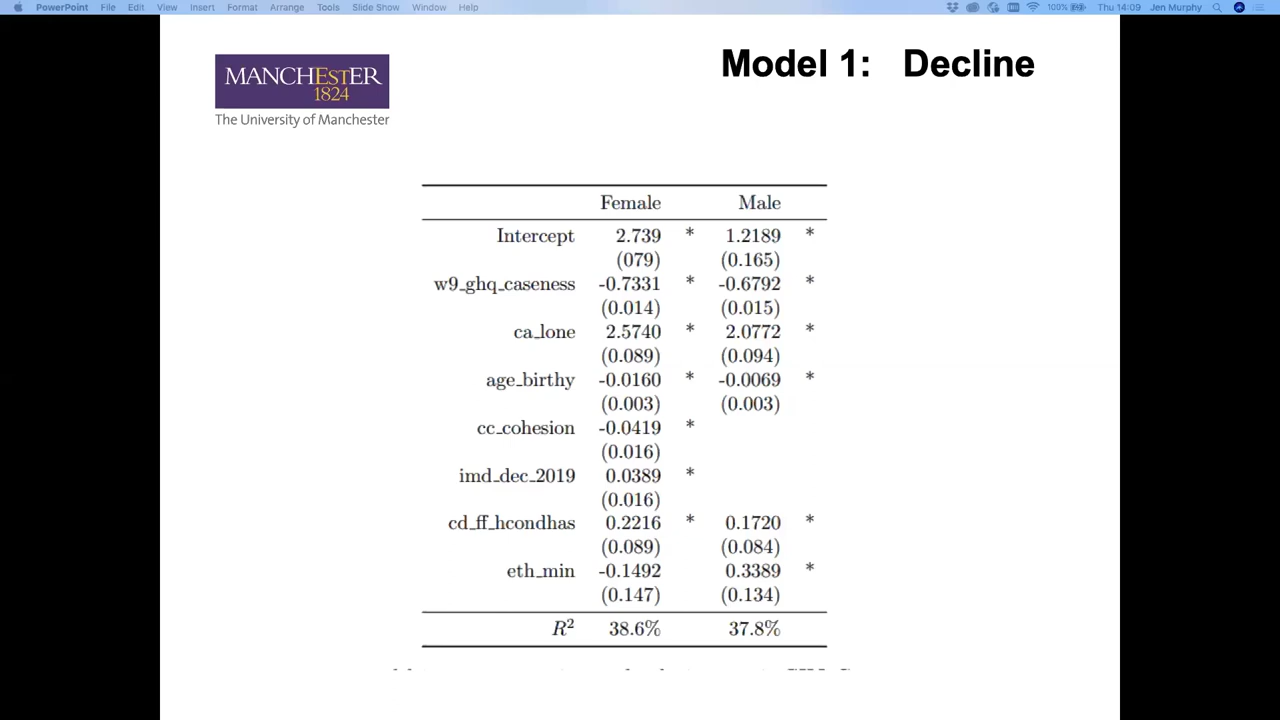 PowerPoint File Edit View Insert Format Arrange Tools Slide Show Window Help 100% Thu 14:09 Jen Murphy
MANCHESTER
1824
The University of Manchester
Model 1: Decline
Female Male
Intercept 2.739 * 1.2189 *
(079) (0.165)
w9_ghq_caseness -0.7331 * -0.6792 *
(0.014) (0.015)
ca_lone 2.5740 * 2.0772 *
(0.089) (0.094)
age_birthy -0.0160 * -0.0069 *
(0.003) (0.003)
cc_cohesion -0.0419 *
(0.016)
imd_dec_2019 0.0389 *
(0.016)
cd_ff_hcondhas 0.2216 * 0.1720 *
(0.089) (0.084)
eth_min -0.1492 0.3389 *
(0.147) (0.134)
R² 38.6% 37.8%